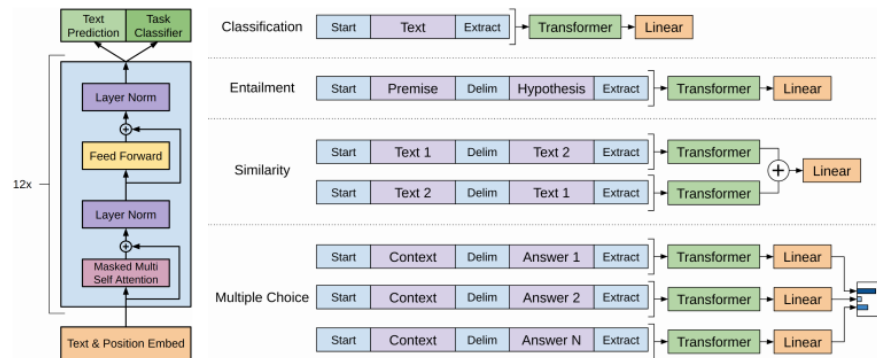 Text Prediction
Task Classifier
Layer Norm
+
Feed Forward
12x
Layer Norm
+
Masked Multi Self Attention
Text & Position Embed
Classification Start Text Extract Transformer Linear
Entailment Start Premise Delim Hypothesis Extract Transformer Linear
Similarity
Start Text 1 Delim Text 2 Extract Transformer
+ Linear
Start Text 2 Delim Text 1 Extract Transformer
Multiple Choice
Start Context Delim Answer 1 Extract Transformer Linear
Start Context Delim Answer 2 Extract Transformer Linear
Start Context Delim Answer N Extract Transformer Linear